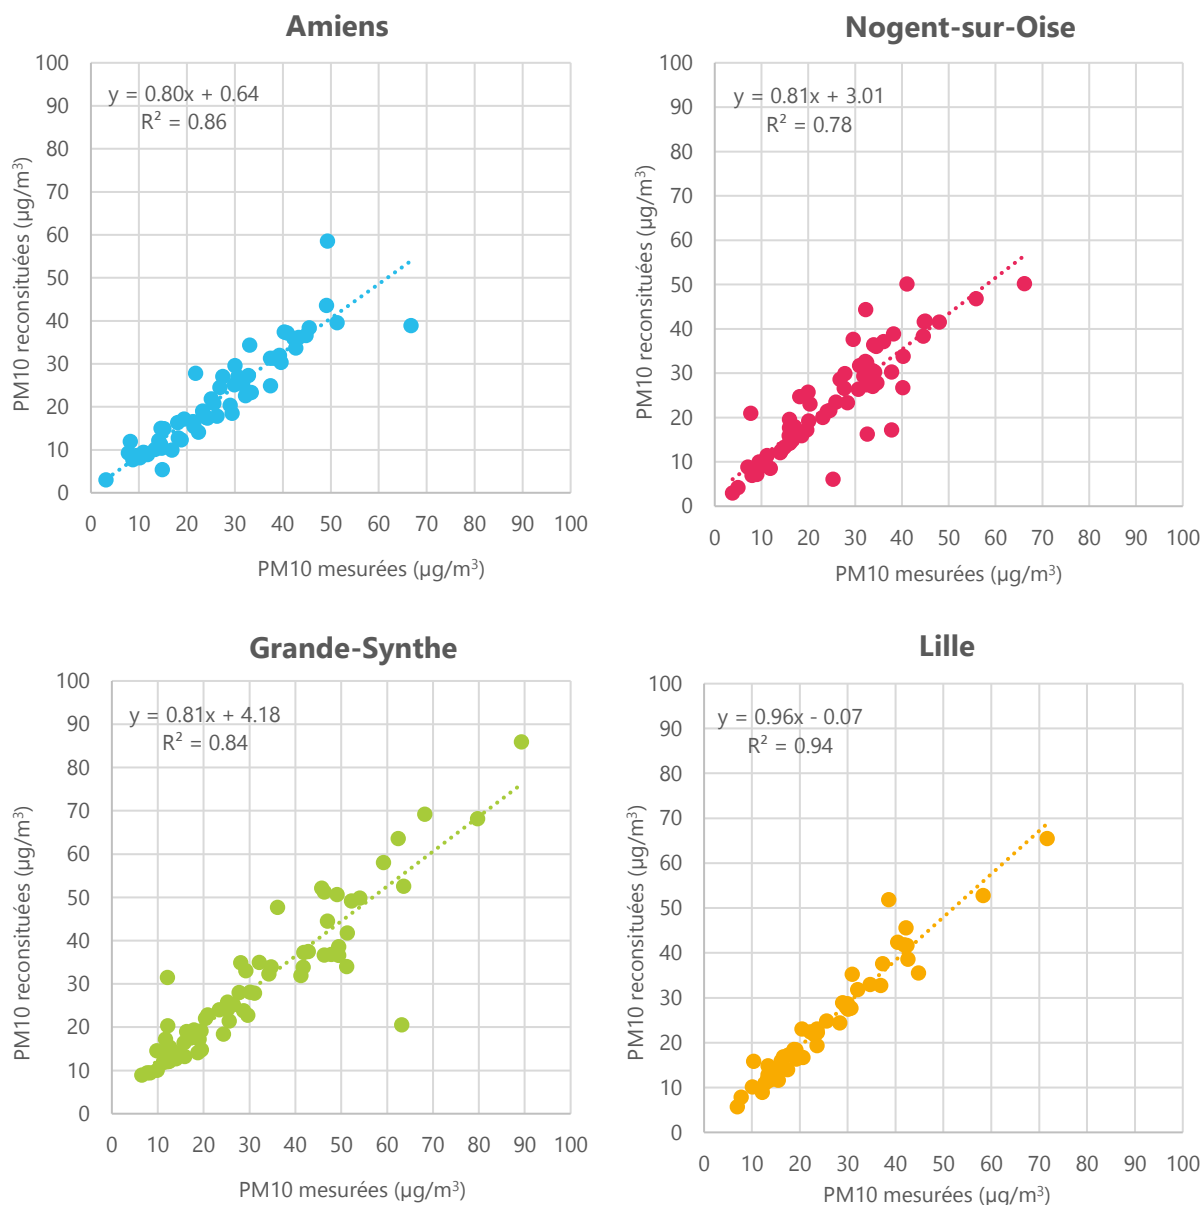 Amiens
y = 0.80x + 0.64
R² = 0.86
PM10 reconsituées (µg/m³)
100
90
80
70
60
50
40
30
20
10
0
0 10 20 30 40 50 60 70 80 90 100
PM10 mesurées (µg/m³)
Nogent-sur-Oise
y = 0.81x + 3.01
R² = 0.78
PM10 reconsituées (µg/m³)
100
90
80
70
60
50
40
30
20
10
0
0 10 20 30 40 50 60 70 80 90 100
PM10 mesurées (µg/m³)
Grande-Synthe
y = 0.81x + 4.18
R² = 0.84
PM10 reconsituées (µg/m³)
100
90
80
70
60
50
40
30
20
10
0
0 10 20 30 40 50 60 70 80 90 100
PM10 mesurées (µg/m³)
Lille
y = 0.96x - 0.07
R² = 0.94
PM10 reconsituées (µg/m³)
100
90
80
70
60
50
40
30
20
10
0
0 10 20 30 40 50 60 70 80 90 100
PM10 mesurées (µg/m³)